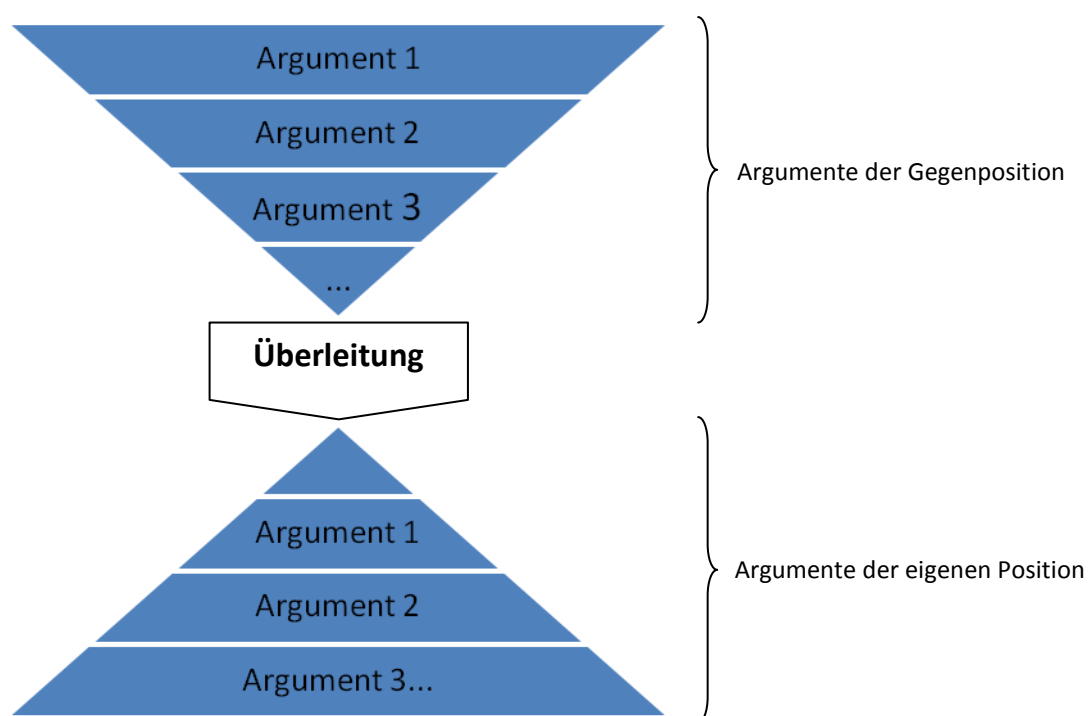 Argument 1
Argument 2
Argument 3
...
Argumente der Gegenposition
Überleitung
Argument 1
Argument 2
Argument 3...
Argumente der eigenen Position